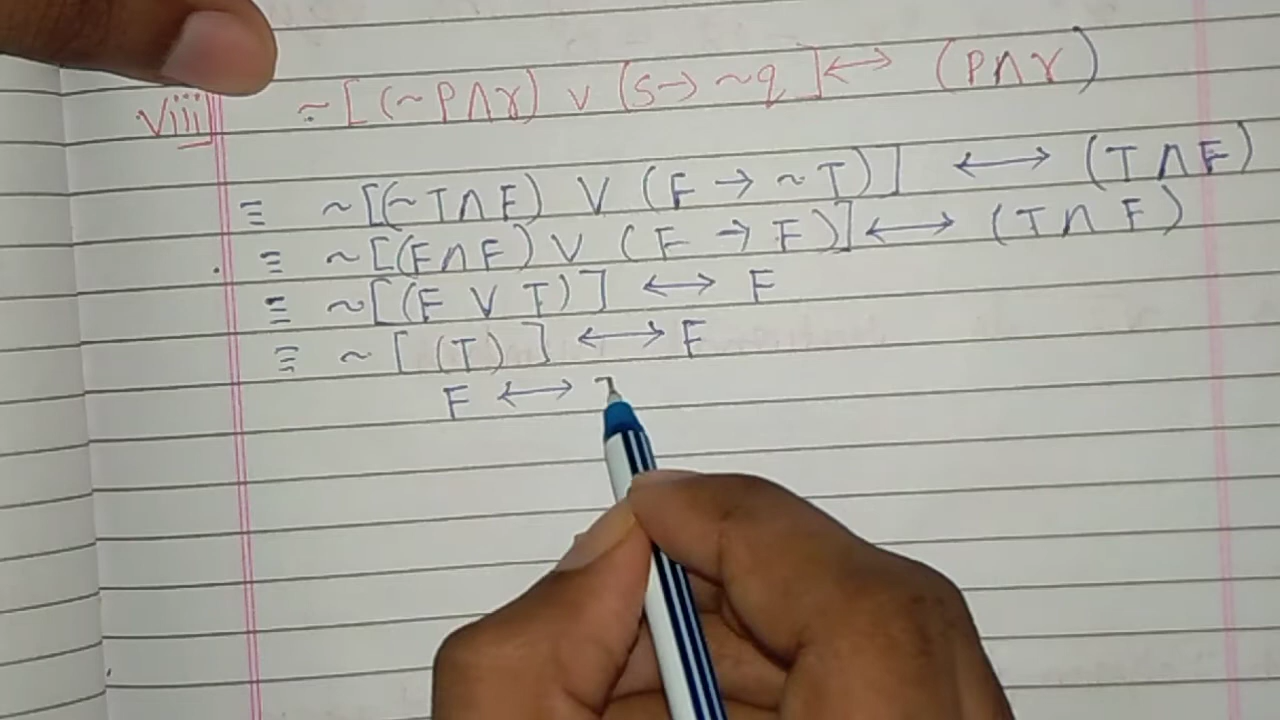 viii] ~[(~p∧r) ∨ (s→ ~q]↔ (p∧r)
≡ ~[(~T∧F) ∨ (F → ~T)] ↔ (T∧F)
≡ ~[(F∧F) ∨ (F → F)]↔ (T∧F)
≡ ~[(F ∨ T)] ↔ F
≡ ~ [(T)] ↔ F
F ↔